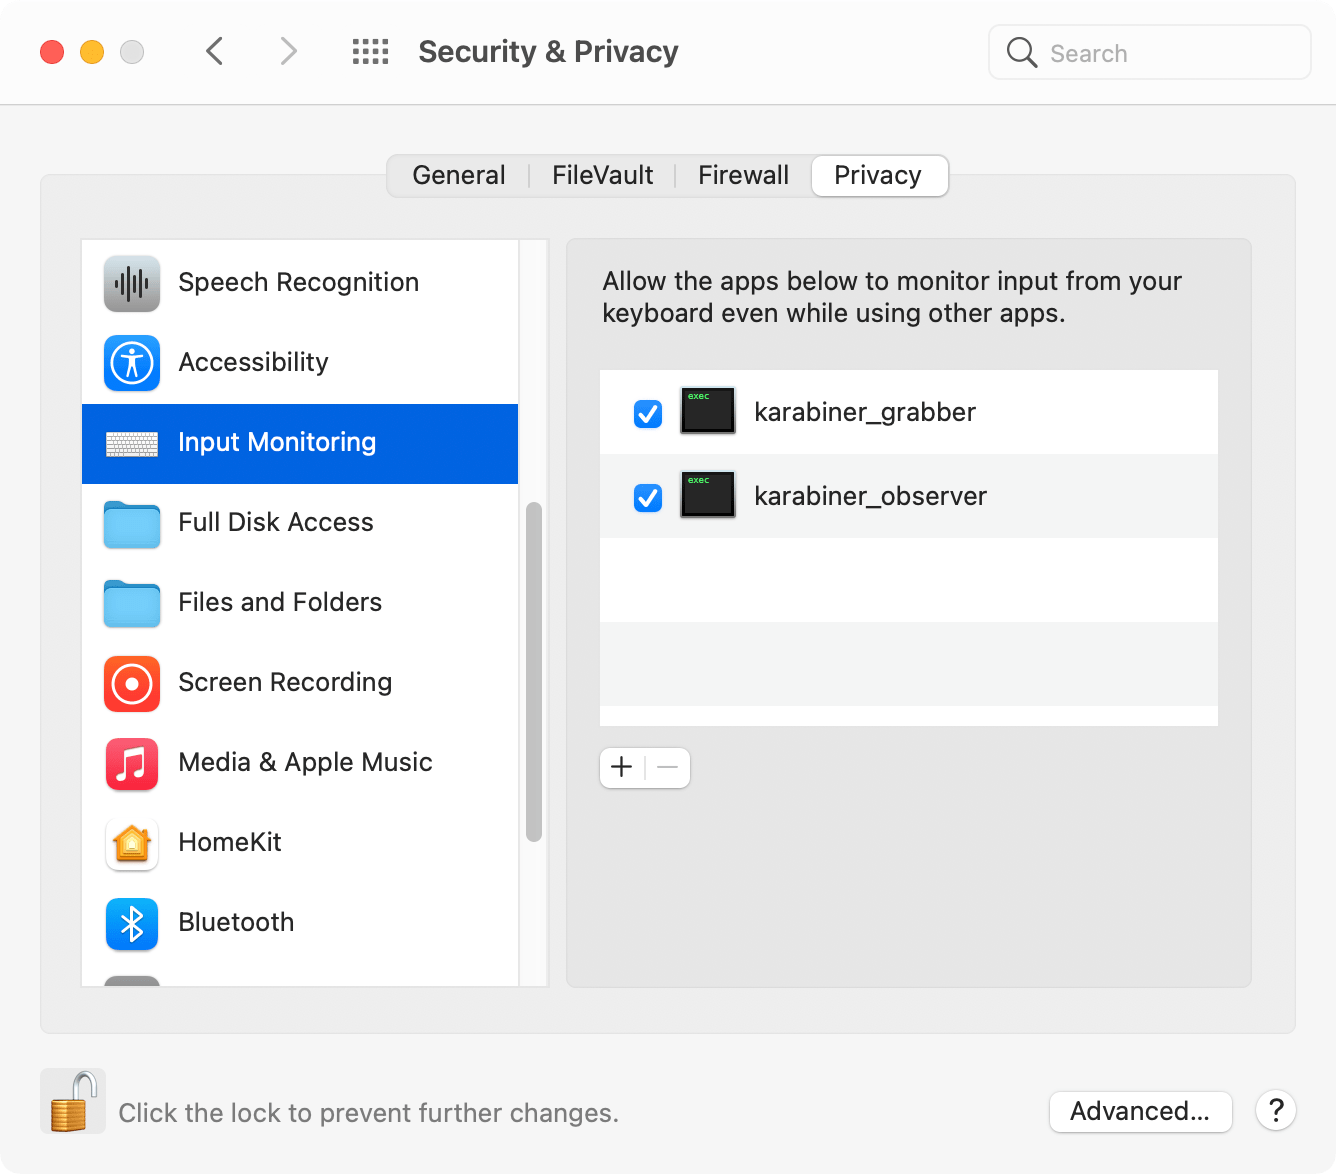 Security & Privacy
Search
General
FileVault
Firewall
Privacy
Speech Recognition
Accessibility
Input Monitoring
Full Disk Access
Files and Folders
Screen Recording
Media & Apple Music
HomeKit
Bluetooth
Allow the apps below to monitor input from your
keyboard even while using other apps.
exec
karabiner_grabber
exec
karabiner_observer
Click the lock to prevent further changes.
Advanced...
?